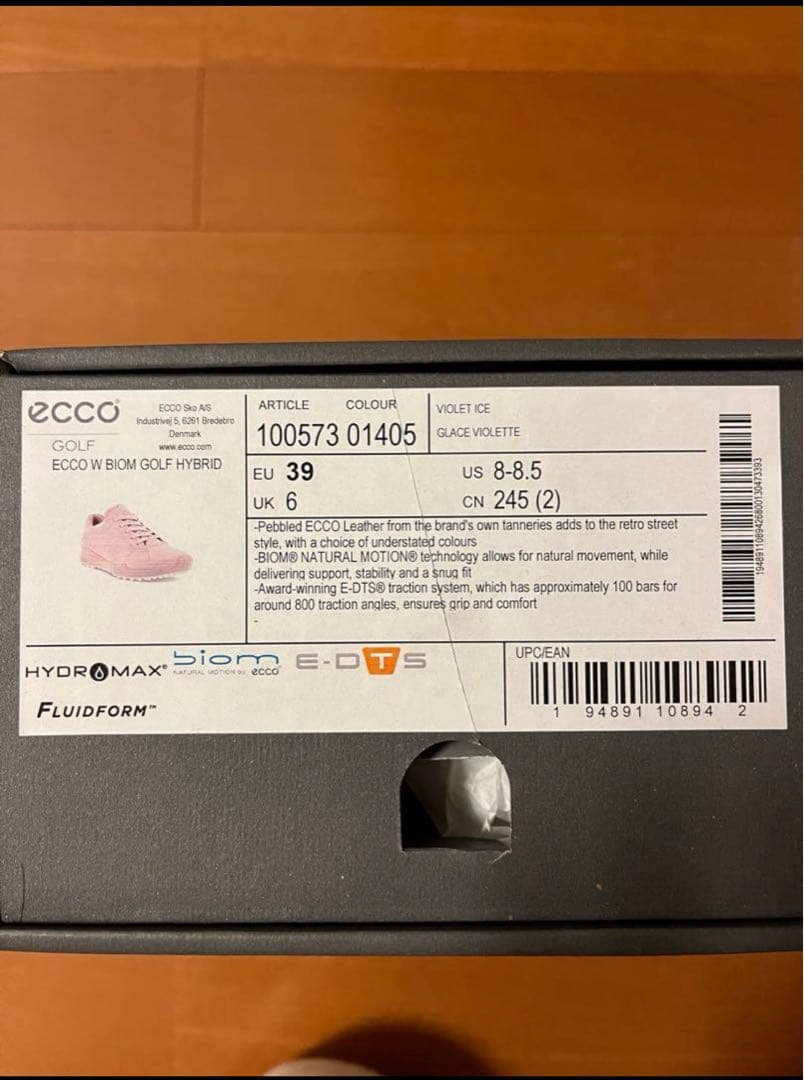 ecco
GOLF
ECCO Sko A/S
Industrivej 5, 6261 Bredebro
Denmark
www.ecco.com
ECCO W BIOM GOLF HYBRID
ARTICLE COLOUR
100573 01405
VIOLET ICE
GLACE VIOLETTE
EU 39
US 8-8.5
UK 6
CN 245 (2)
-Pebbled ECCO Leather from the brand's own tanneries adds to the retro street
style, with a choice of understated colours
-BIOM® NATURAL MOTION® technology allows for natural movement, while
delivering support, stability and a snug fit
-Award-winning E-DTS® traction system, which has approximately 100 bars for
around 800 traction angles, ensures grip and comfort
-
HYDROMAX®
biom
NATURAL MOTION BY ecco
E-DTS
FLUIDFORM™
UPC/EAN
1 94891 10894 2